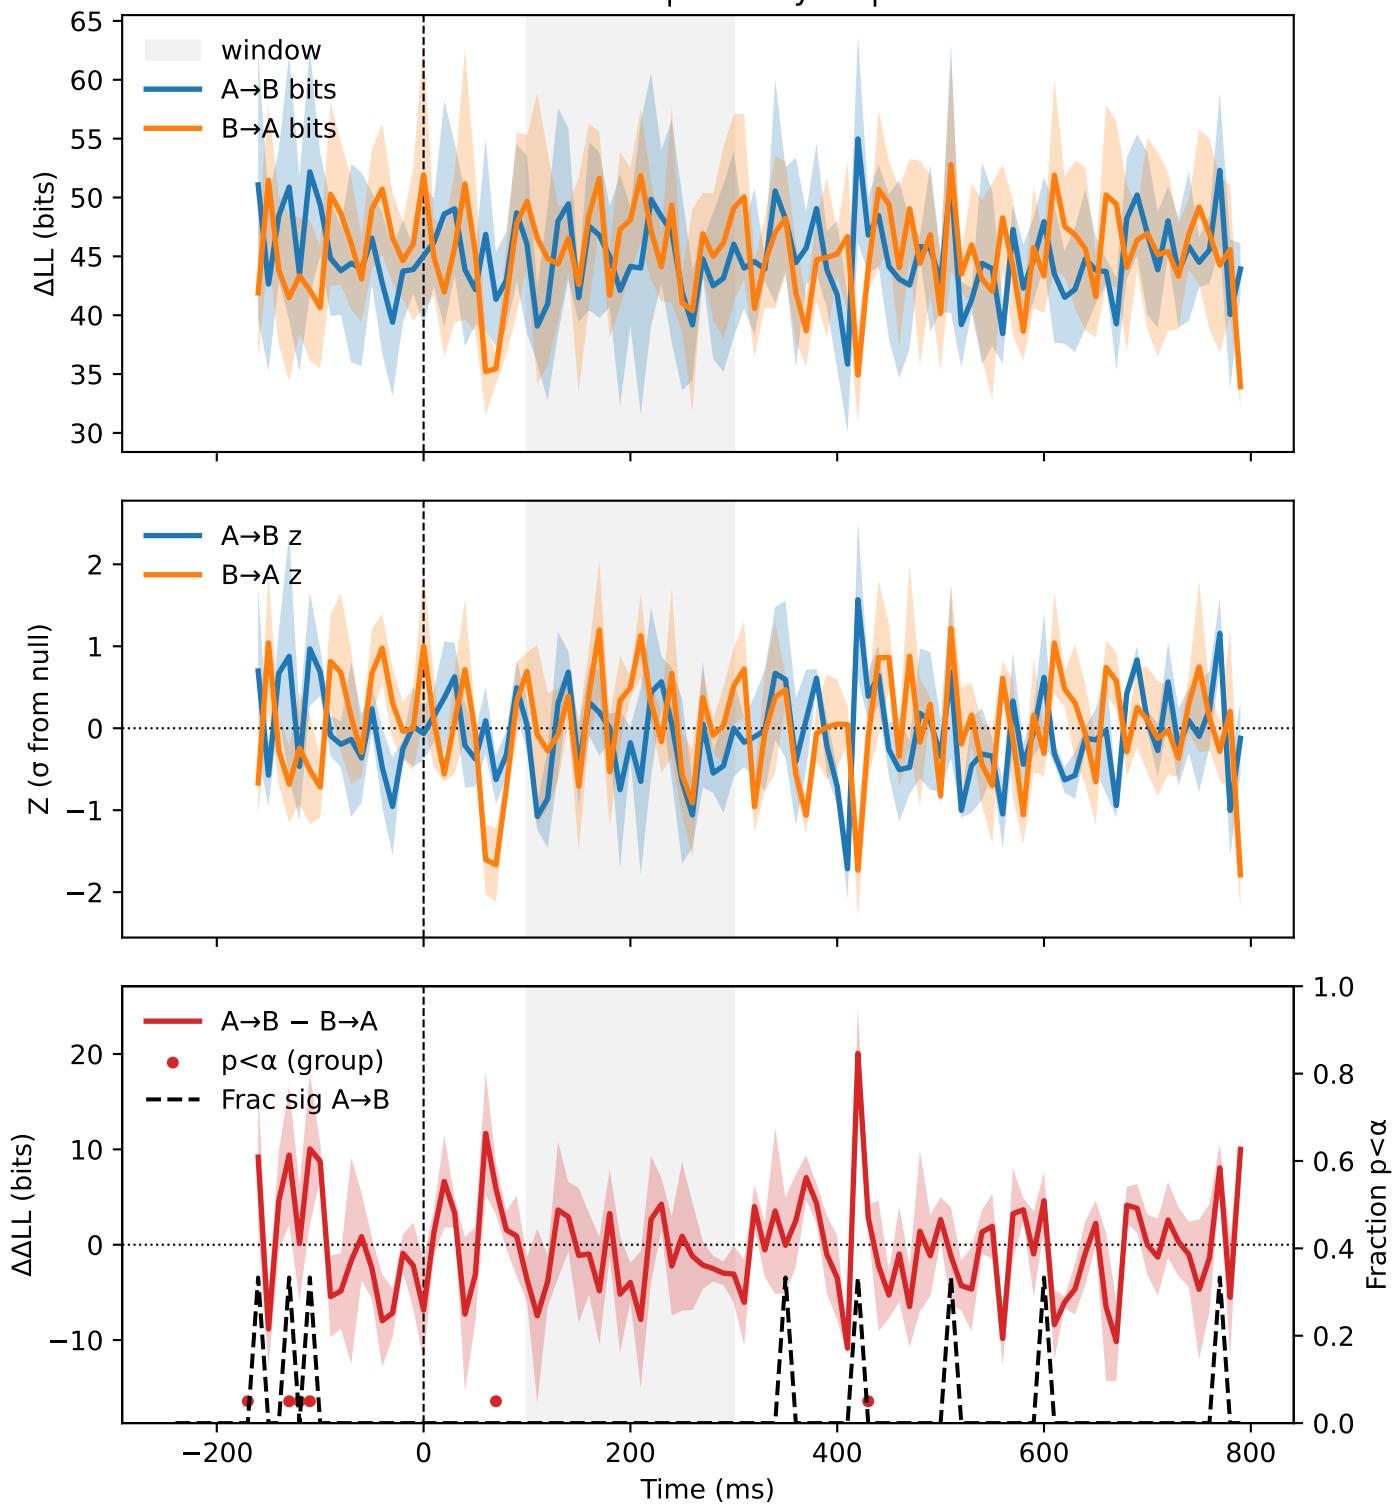 65
60
55
50
45
40
35
30
ΔLL (bits)
window
A→B bits
B→A bits
2
1
0
−1
−2
Z (σ from null)
A→B z
B→A z
20
10
0
−10
ΔΔLL (bits)
A→B − B→A
p<α (group)
Frac sig A→B
1.0
0.8
0.6
0.4
0.2
0.0
Fraction p<α
−200 0 200 400 600 800
Time (ms)